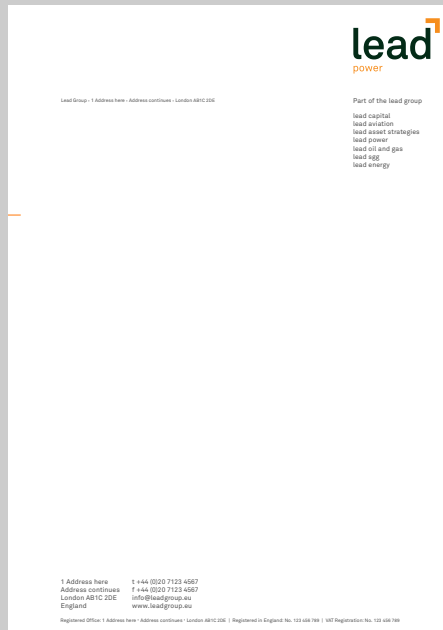 lead
power
Lead Group · 1 Address here · Address continues · London AB1C 2DE
Part of the lead group
lead capital
lead aviation
lead asset strategies
lead power
lead oil and gas
lead sgg
lead energy
1 Address here t +44 (0)20 7123 4567
Address continues f +44 (0)20 7123 4567
London AB1C 2DE info@leadgroup.eu
England www.leadgroup.eu
Registered Office: 1 Address here · Address continues · London AB1C 2DE | Registered in England: No. 123 456 789 | VAT Registration: No. 123 456 789